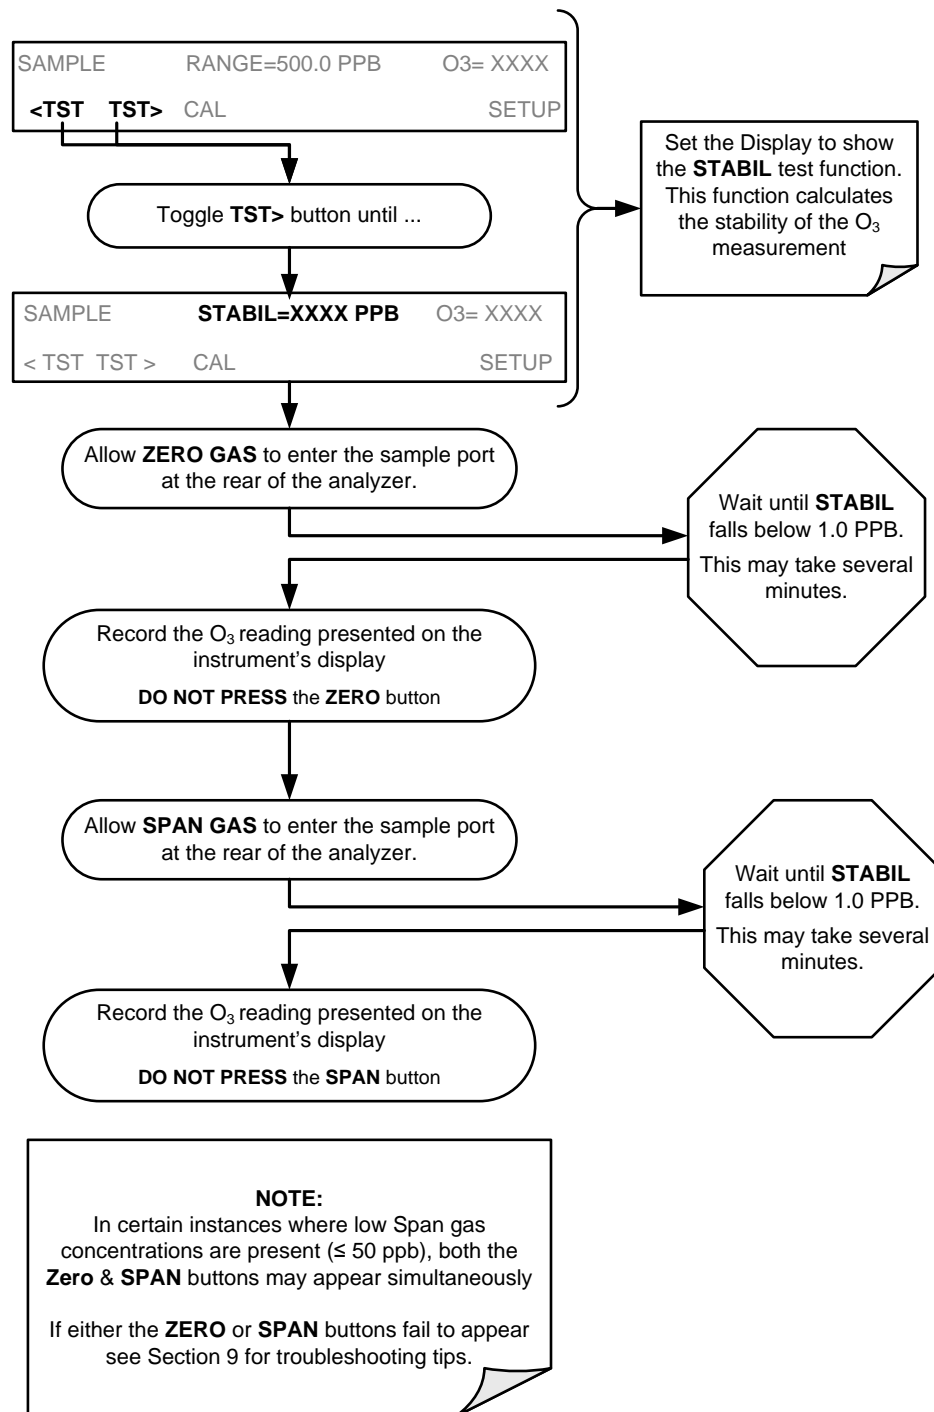 SAMPLE RANGE=500.0 PPB O3= XXXX
<TST TST> CAL SETUP
Toggle TST> button until ...
SAMPLE STABIL=XXXX PPB O3= XXXX
< TST TST > CAL SETUP
Set the Display to show
the STABIL test function.
This function calculates
the stability of the O3
measurement
Allow ZERO GAS to enter the sample port
at the rear of the analyzer.
Wait until STABIL
falls below 1.0 PPB.
This may take several
minutes.
Record the O3 reading presented on the
instrument's display
DO NOT PRESS the ZERO button
Allow SPAN GAS to enter the sample port
at the rear of the analyzer.
Wait until STABIL
falls below 1.0 PPB.
This may take several
minutes.
Record the O3 reading presented on the
instrument's display
DO NOT PRESS the SPAN button
NOTE:
In certain instances where low Span gas
concentrations are present (≤ 50 ppb), both the
Zero & SPAN buttons may appear simultaneously
If either the ZERO or SPAN buttons fail to appear
see Section 9 for troubleshooting tips.